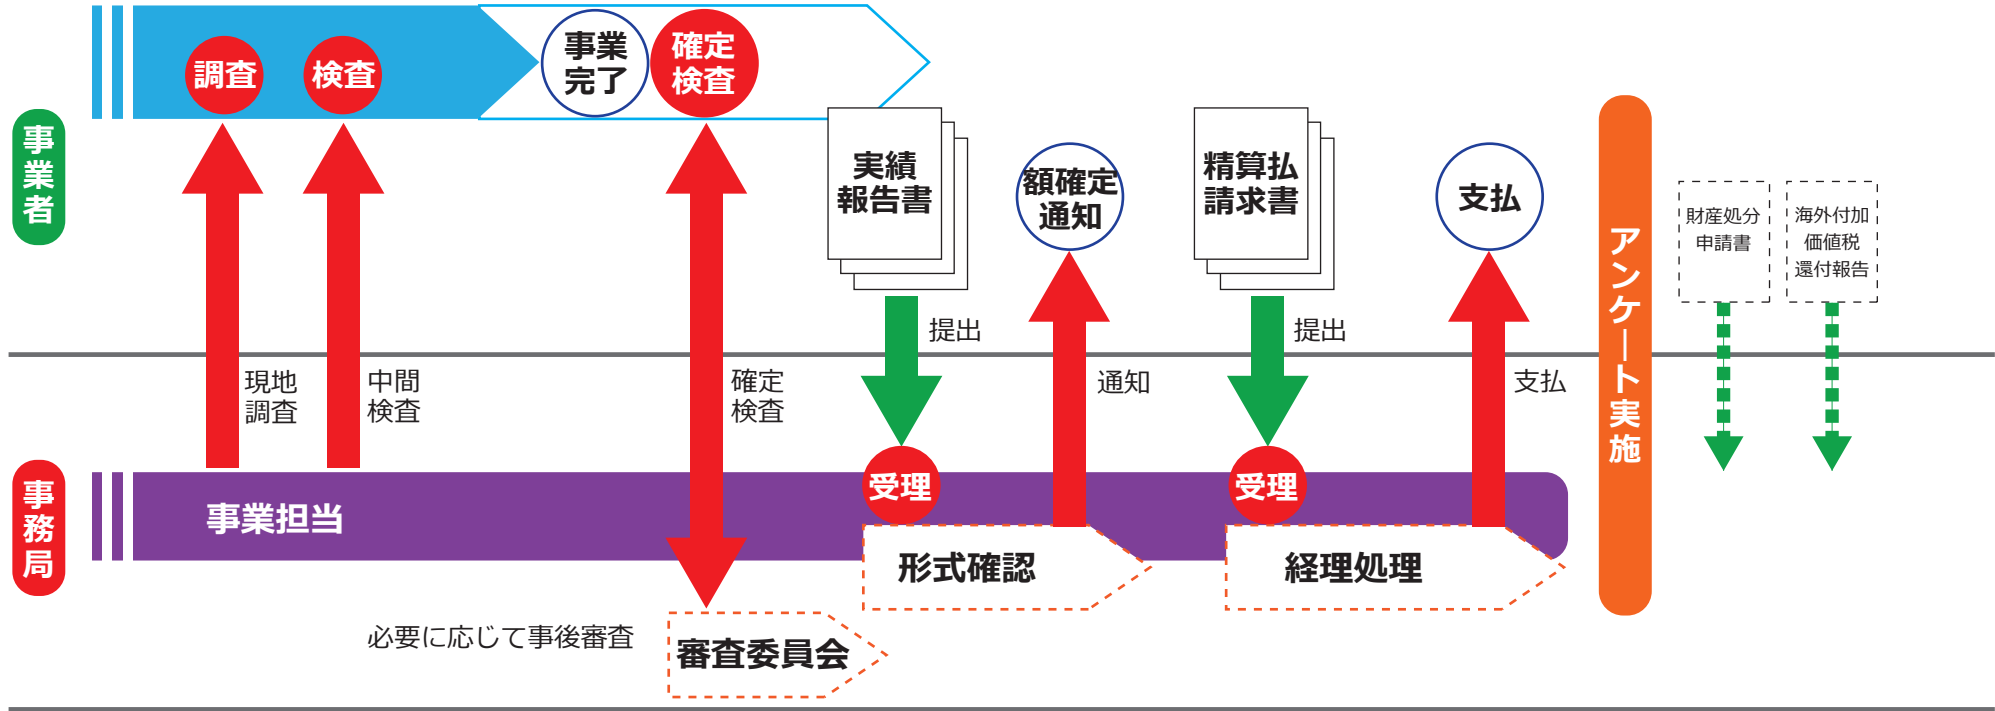 調査
検査
事業
完了
確定
検査
事業者
実績
報告書
額確定
通知
精算払
請求書
支払
財産処分
申請書
海外付加
価値税
還付報告
アンケート実施
提出
提出
現地
調査
中間
検査
確定
検査
通知
支払
事務局
事業担当
受理
受理
形式確認
経理処理
必要に応じて事後審査
審査委員会